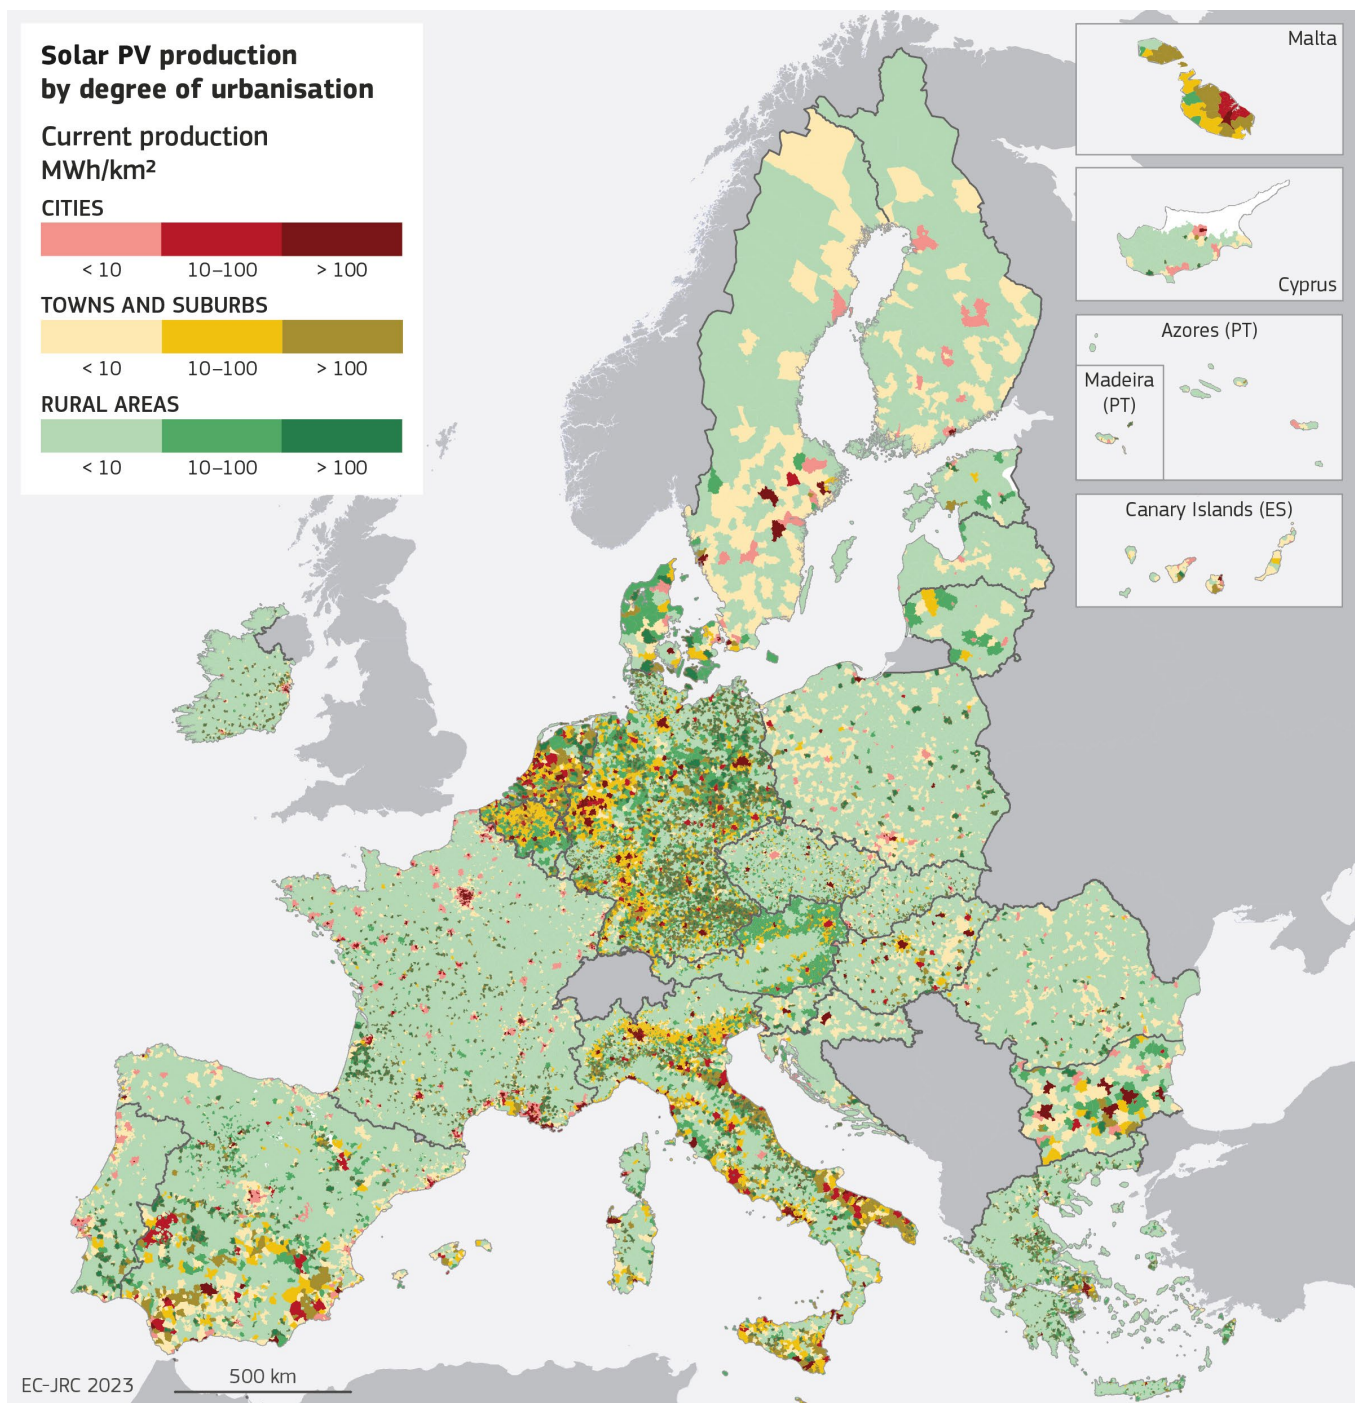 Solar PV production
by degree of urbanisation
Current production
MWh/km²
CITIES
< 10 10–100 > 100
TOWNS AND SUBURBS
< 10 10–100 > 100
RURAL AREAS
< 10 10–100 > 100
Malta
Cyprus
Azores (PT)
Madeira
(PT)
Canary Islands (ES)
500 km
EC-JRC 2023